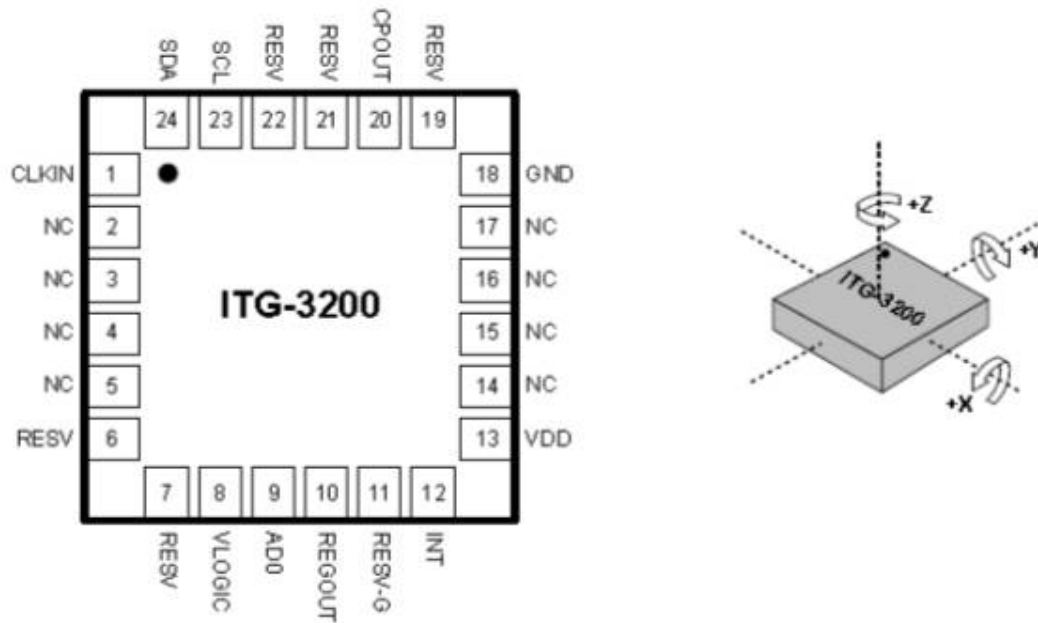 SDA SCL RESV RESV CPOUT RESV
24 23 22 21 20 19
CLKIN 1 18 GND
NC 2 17 NC
NC 3 16 NC
ITG-3200
NC 4 15 NC
NC 5 14 NC
RESV 6 13 VDD
7 8 9 10 11 12
RESV VLOGIC AD0 REGOUT RESV-G INT
+Z
+Y
ITG-3200
+X